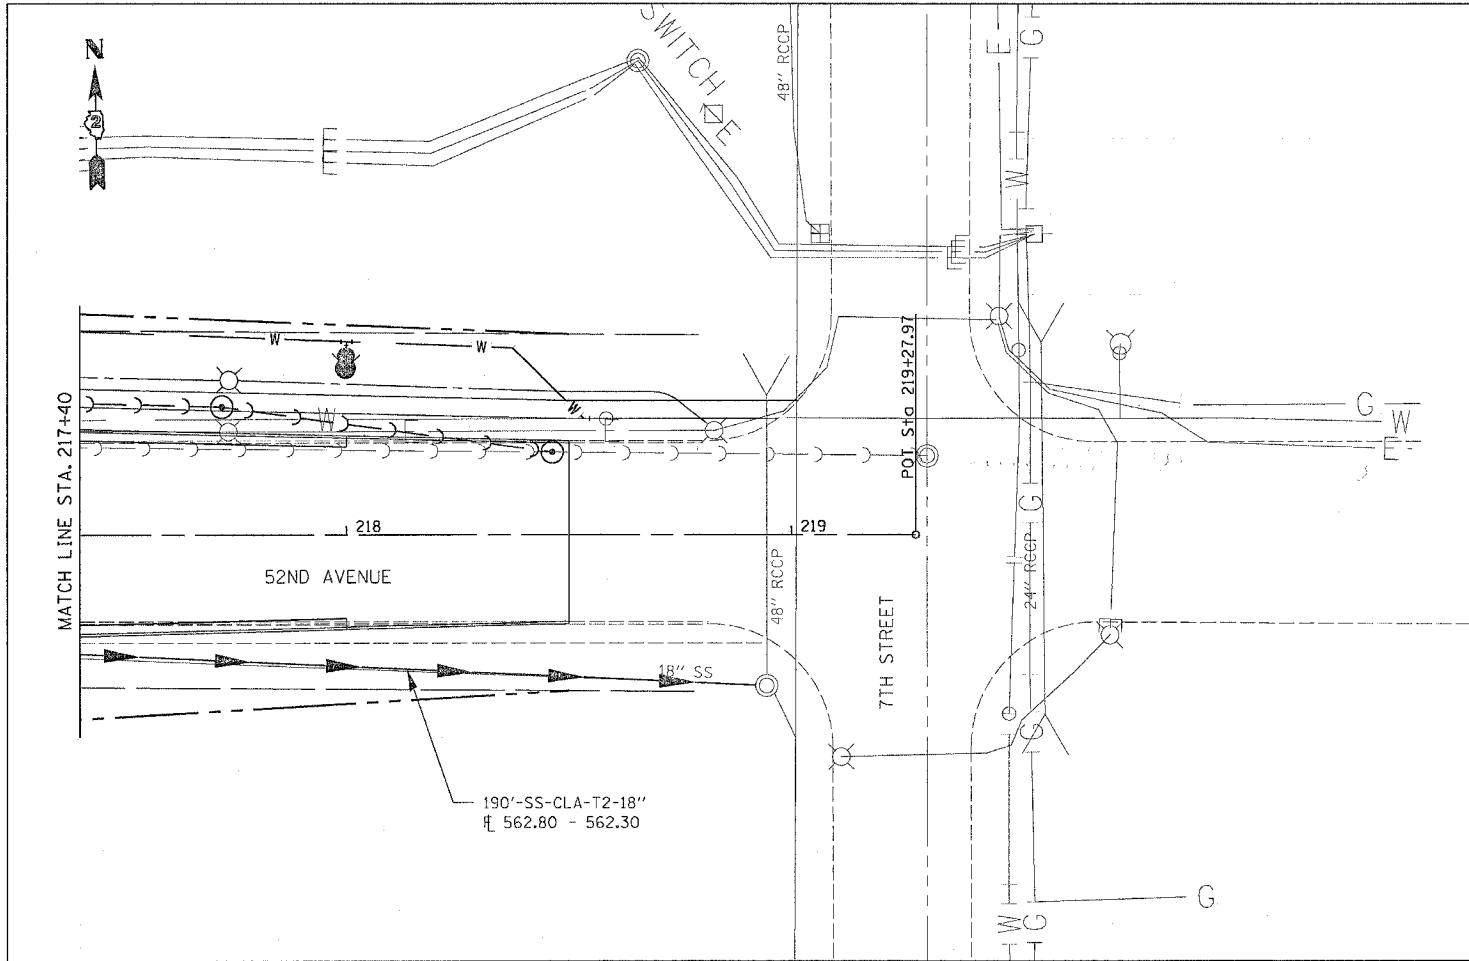 N
2
SWITCH
E
48" RCCP
E
G
W
E
E
E
E
W
W
W
W
E
POT Sta 219+27.97
G
W
E
MATCH LINE STA. 217+40
218
219
52ND AVENUE
48" RCCP
7TH STREET
G
24" RCCP
18" SS
G
190'-SS-CLA-T2-18"
FL 562.80 - 562.30
G
W
G